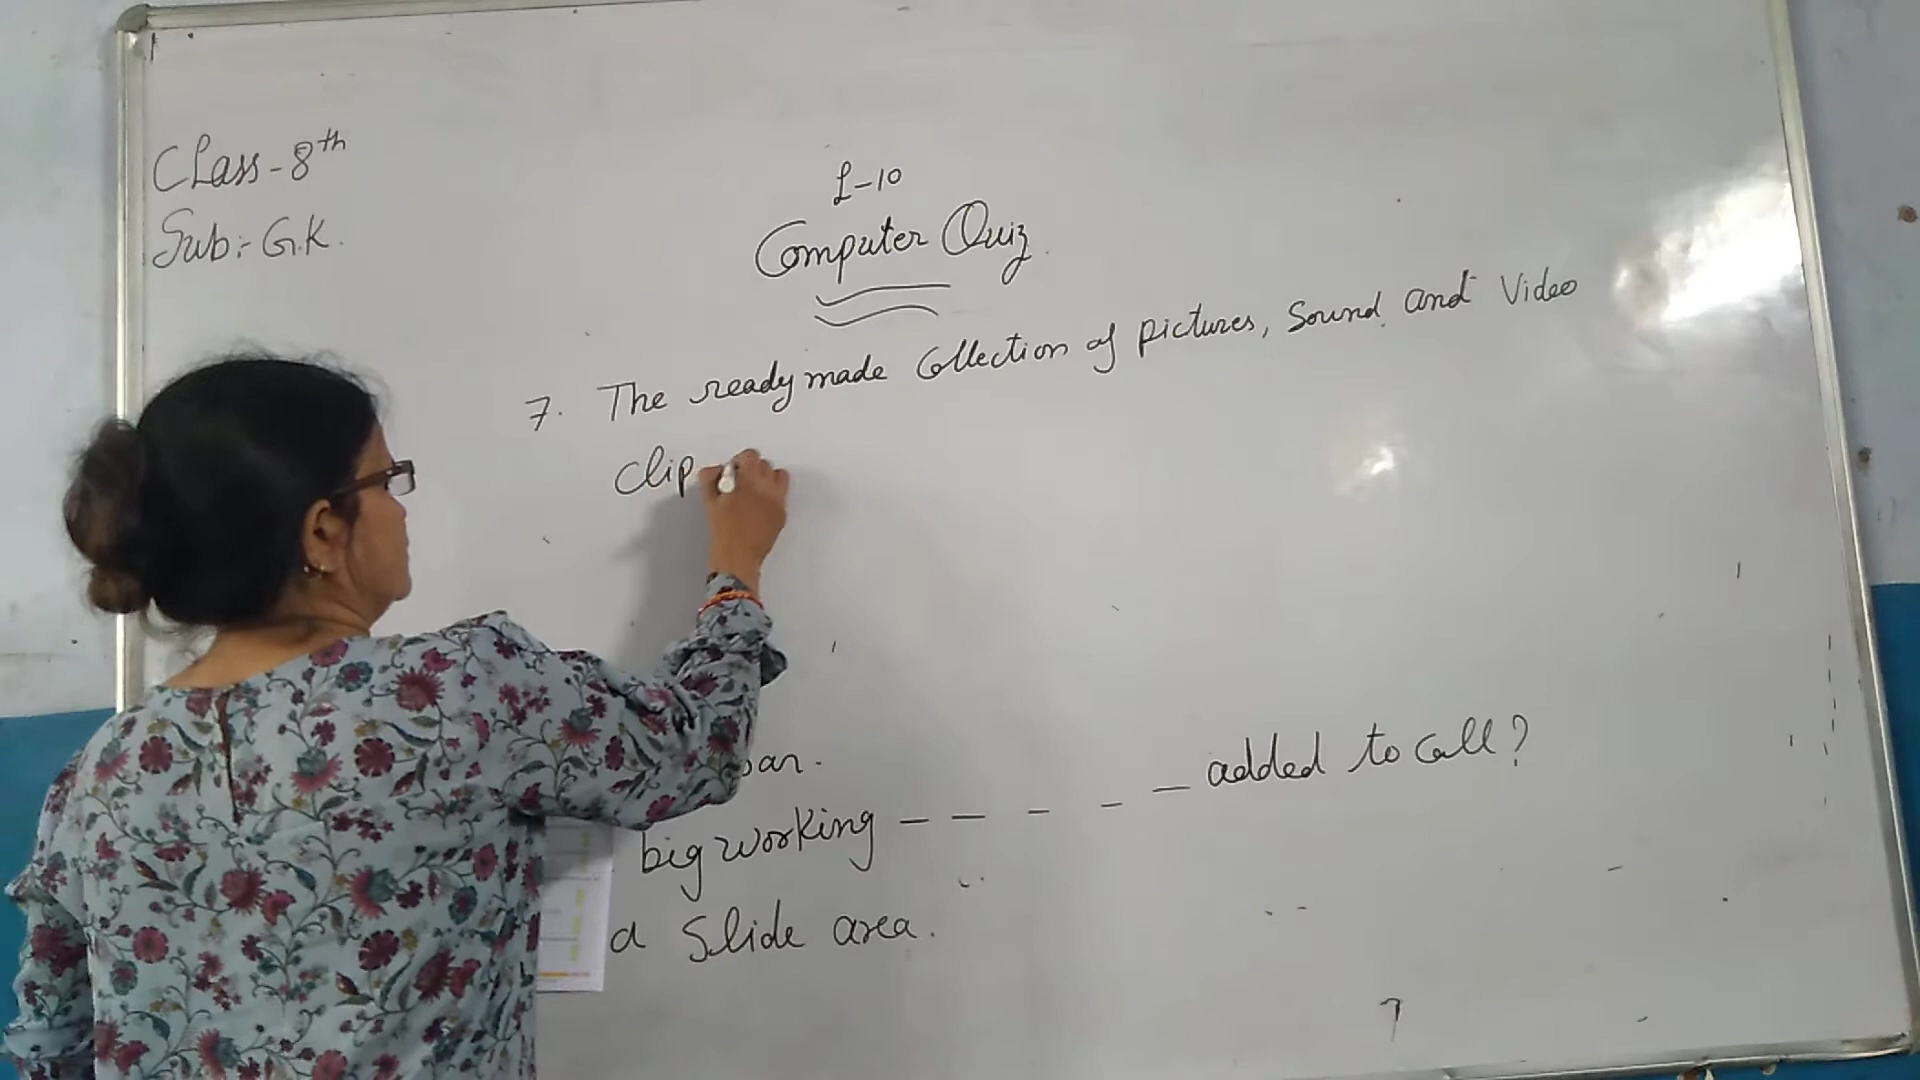 Class-8th
Sub:- G.K.
L-10
Computer Quiz
7. The ready made Collection of pictures, Sound and Video
Clip
big working - - - - - added to call?
a Slide area.